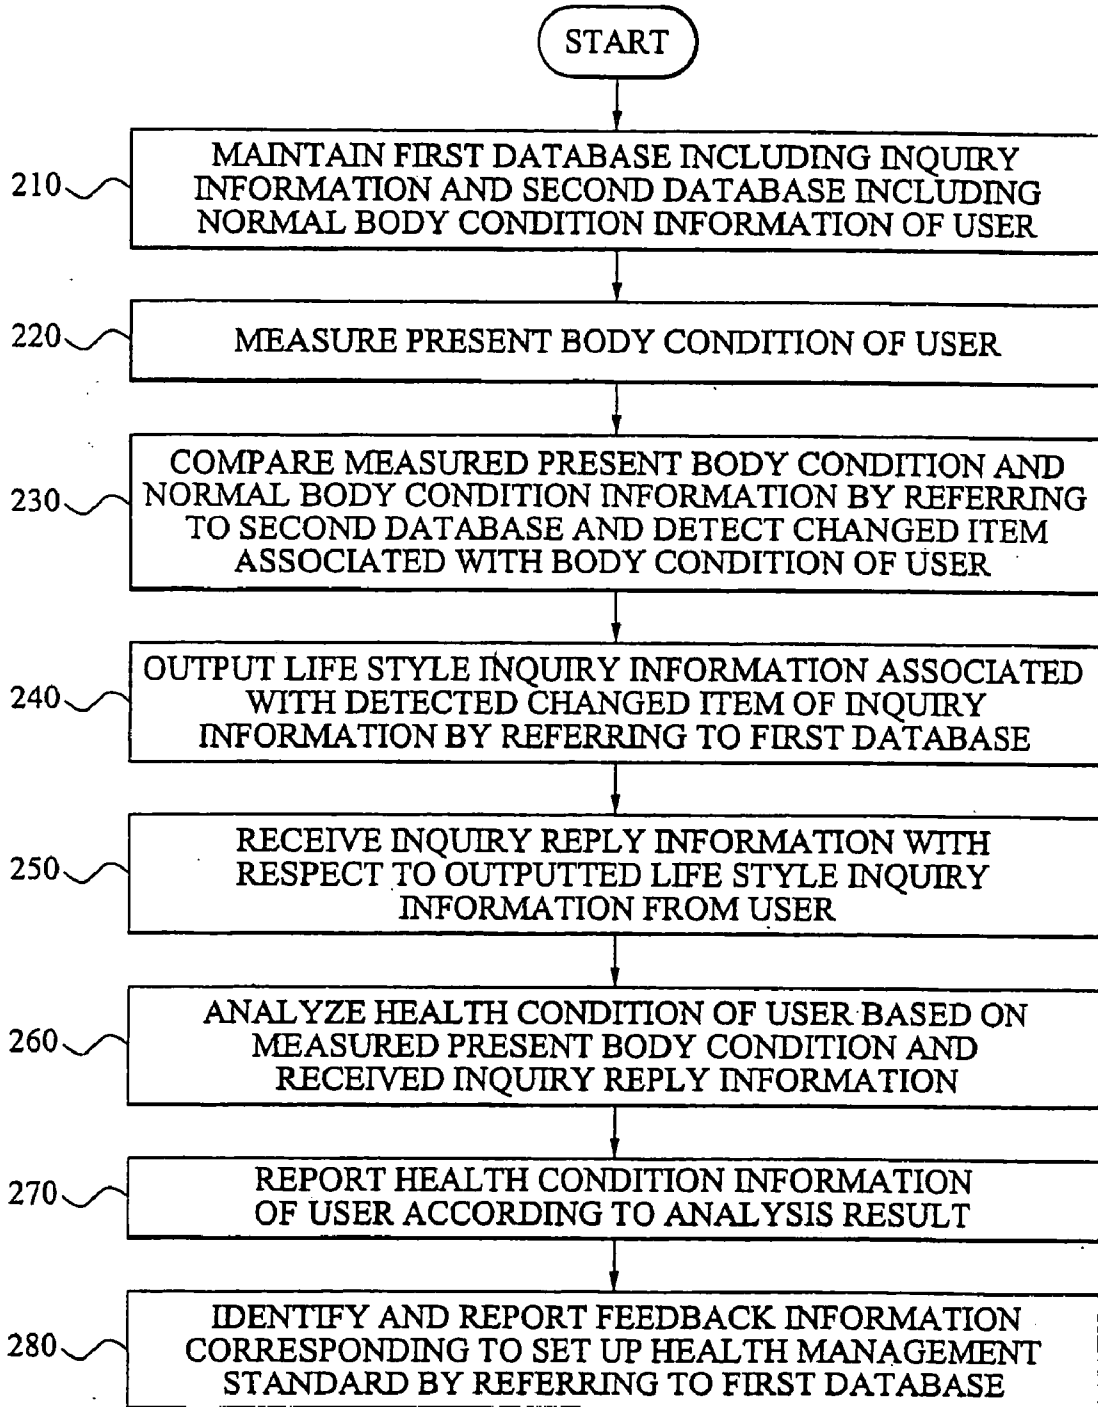 START
210
MAINTAIN FIRST DATABASE INCLUDING INQUIRY
INFORMATION AND SECOND DATABASE INCLUDING
NORMAL BODY CONDITION INFORMATION OF USER
220
MEASURE PRESENT BODY CONDITION OF USER
230
COMPARE MEASURED PRESENT BODY CONDITION AND
NORMAL BODY CONDITION INFORMATION BY REFERRING
TO SECOND DATABASE AND DETECT CHANGED ITEM
ASSOCIATED WITH BODY CONDITION OF USER
240
OUTPUT LIFE STYLE INQUIRY INFORMATION ASSOCIATED
WITH DETECTED CHANGED ITEM OF INQUIRY
INFORMATION BY REFERRING TO FIRST DATABASE
250
RECEIVE INQUIRY REPLY INFORMATION WITH
RESPECT TO OUTPUTTED LIFE STYLE INQUIRY
INFORMATION FROM USER
260
ANALYZE HEALTH CONDITION OF USER BASED ON
MEASURED PRESENT BODY CONDITION AND
RECEIVED INQUIRY REPLY INFORMATION
270
REPORT HEALTH CONDITION INFORMATION
OF USER ACCORDING TO ANALYSIS RESULT
280
IDENTIFY AND REPORT FEEDBACK INFORMATION
CORRESPONDING TO SET UP HEALTH MANAGEMENT
STANDARD BY REFERRING TO FIRST DATABASE